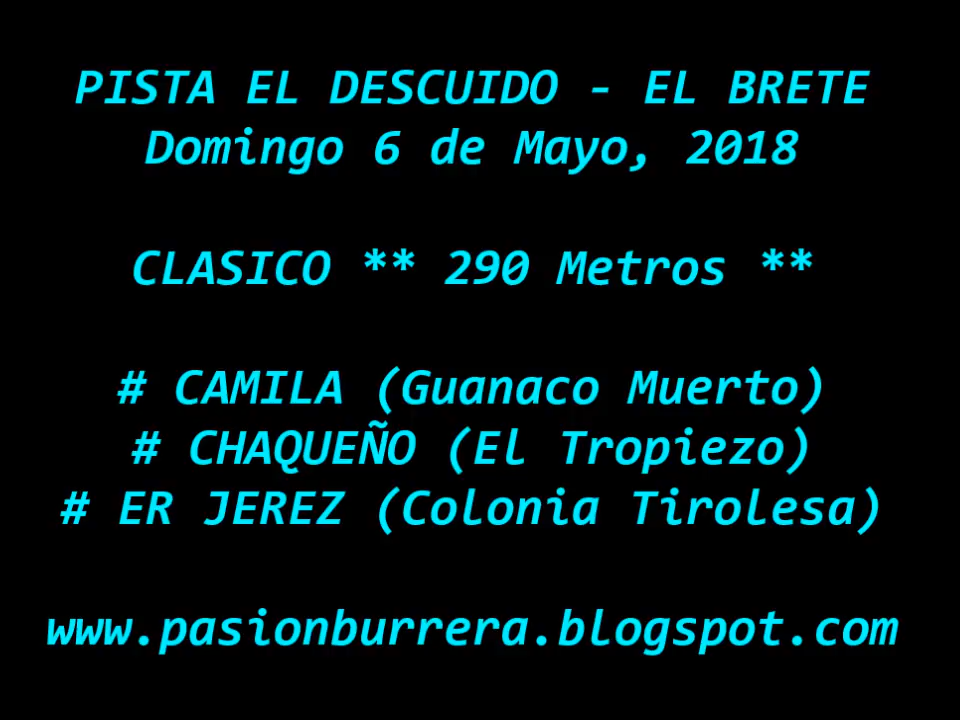 PISTA EL DESCUIDO - EL BRETE
Domingo 6 de Mayo, 2018
CLASICO ** 290 Metros **
# CAMILA (Guanaco Muerto)
# CHAQUEÑO (El Tropiezo)
# ER JEREZ (Colonia Tirolesa)
www.pasionburrera.blogspot.com